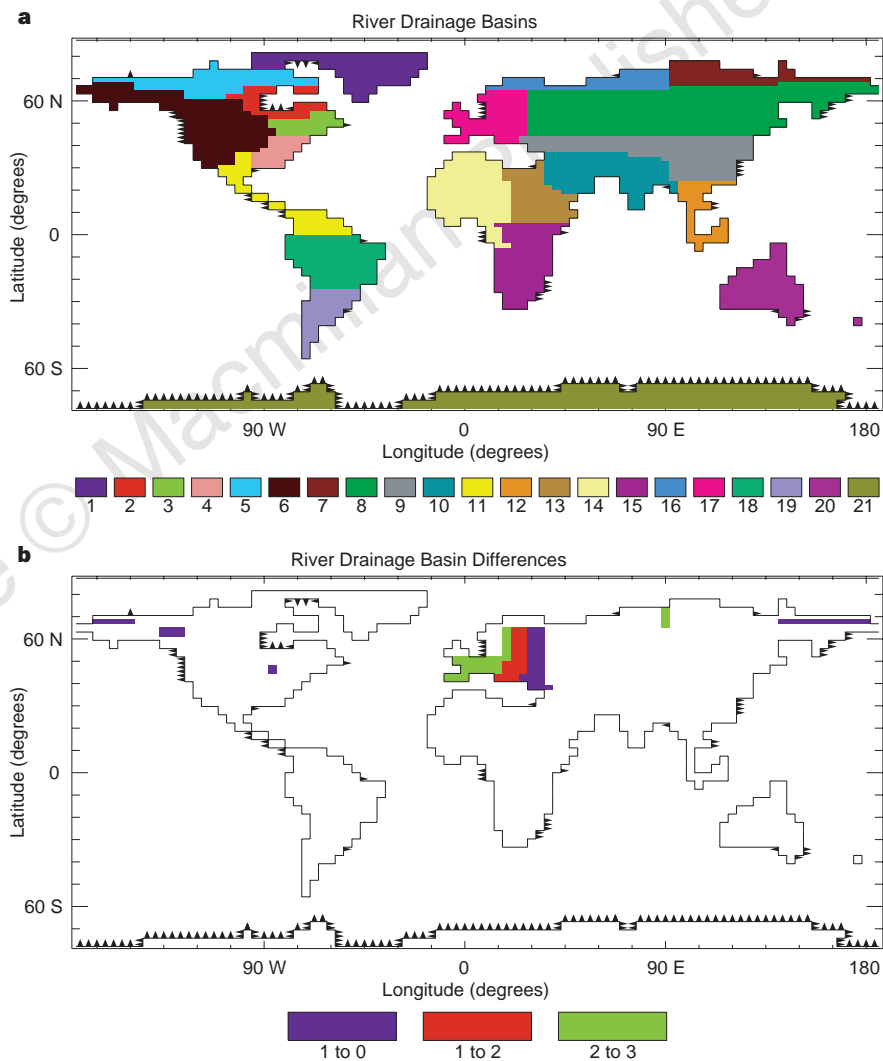 a
River Drainage Basins
60 N
0
60 S
Latitude (degrees)
90 W 0 90 E 180
Longitude (degrees)
1 2 3 4 5 6 7 8 9 10 11 12 13 14 15 16 17 18 19 20 21
b
River Drainage Basin Differences
60 N
0
60 S
Latitude (degrees)
90 W 0 90 E 180
Longitude (degrees)
1 to 0 1 to 2 2 to 3
© Macmillan